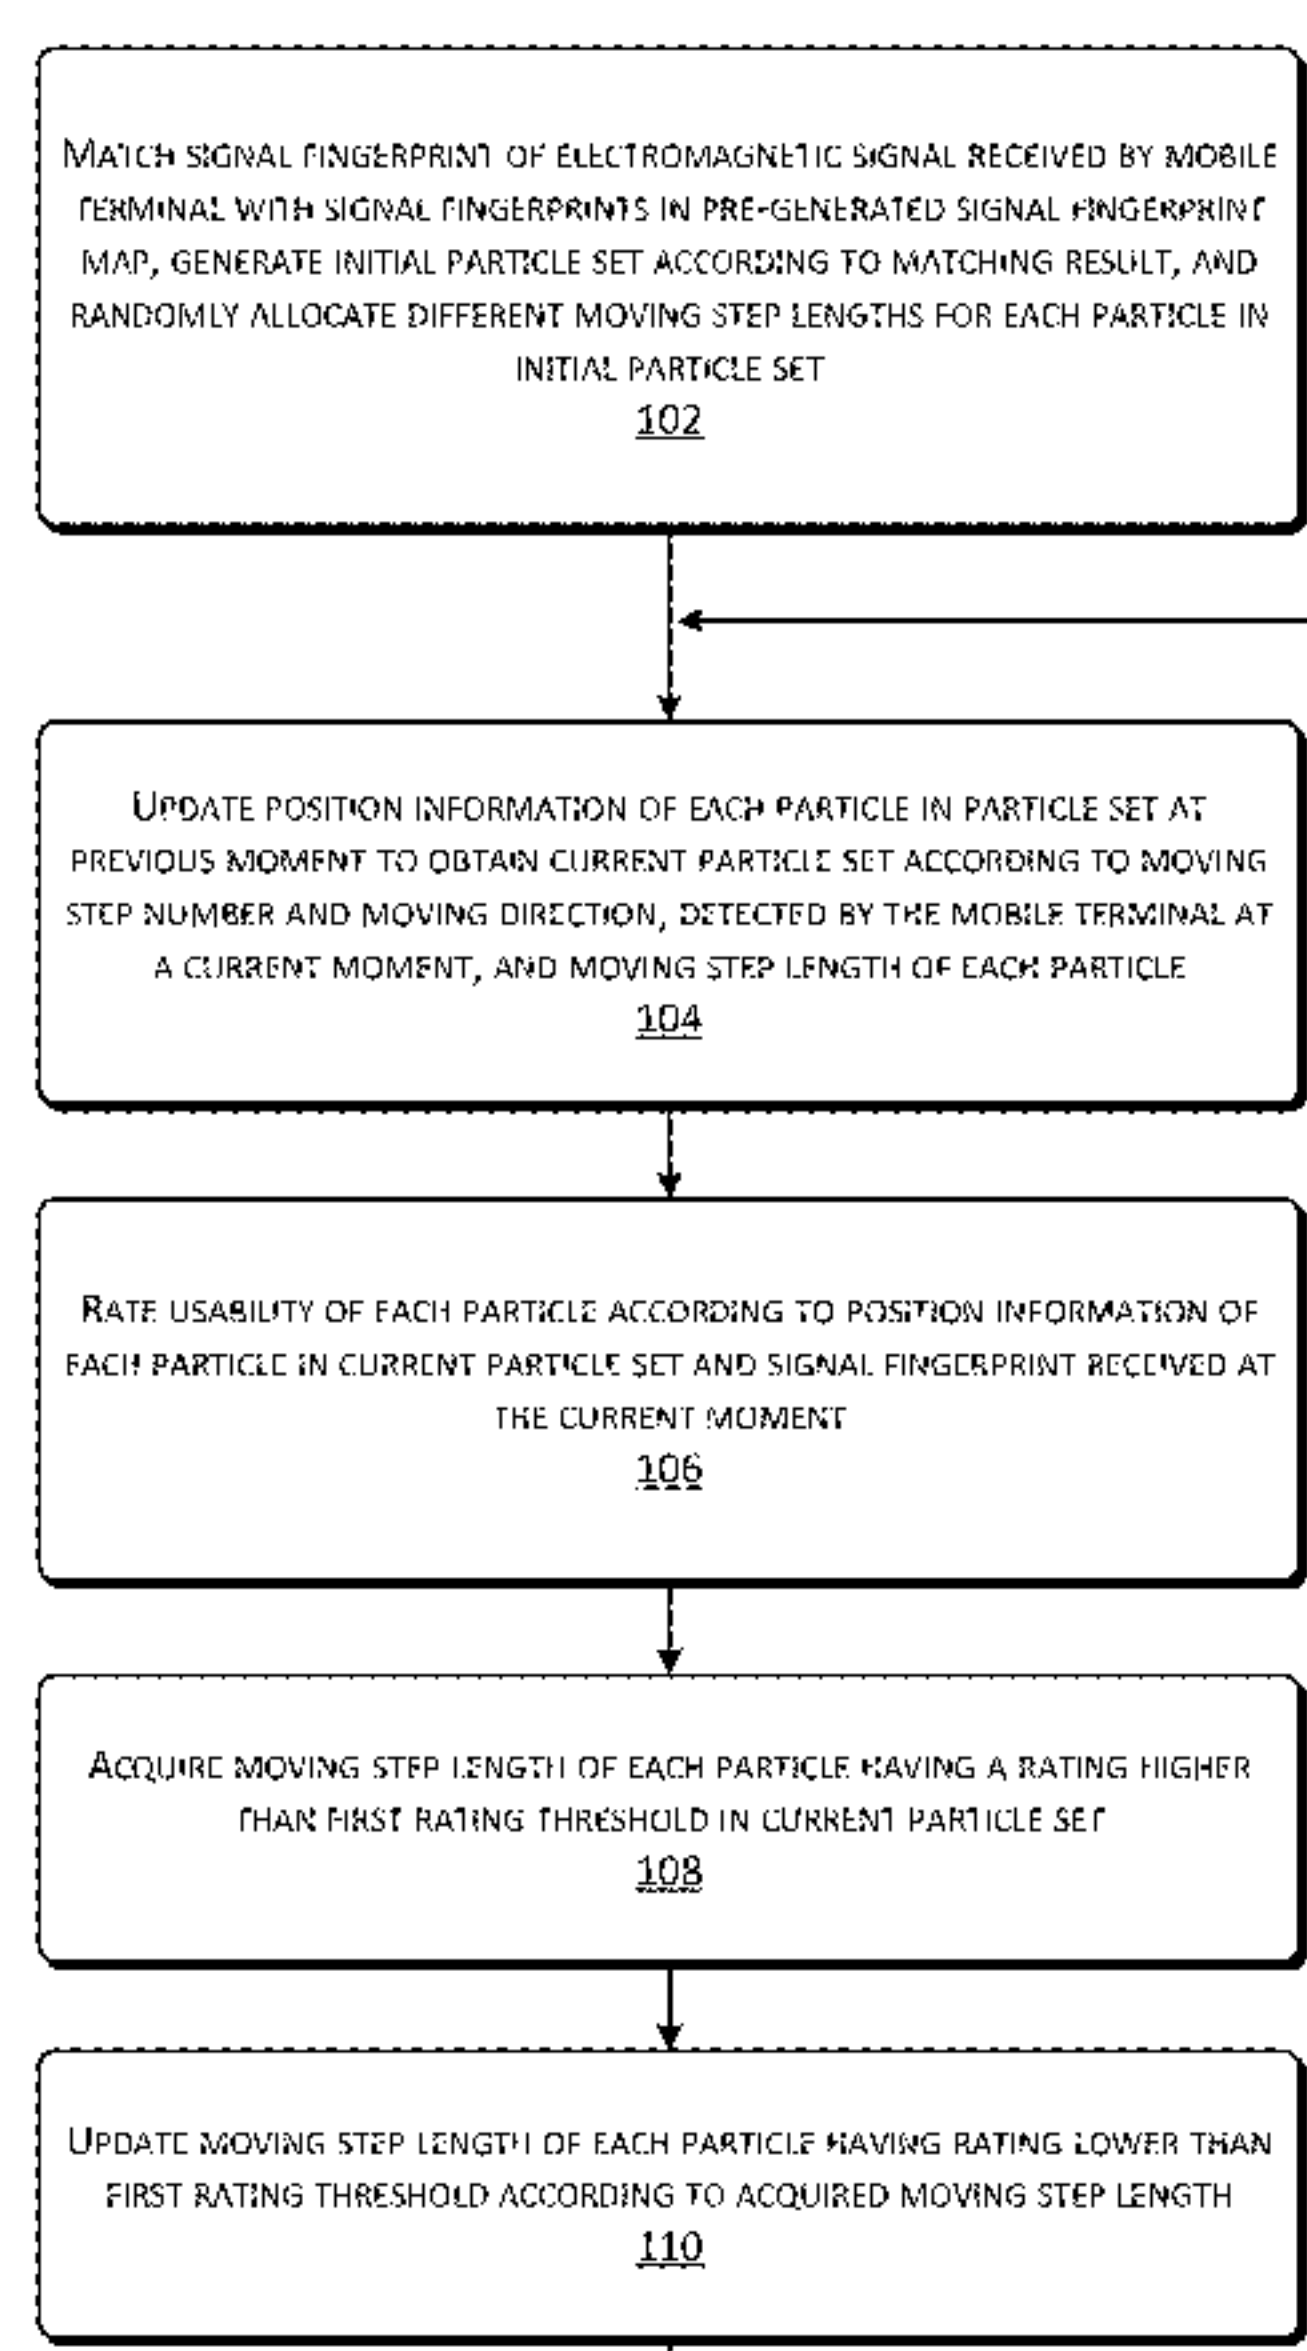 MATCH SIGNAL FINGERPRINT OF ELECTROMAGNETIC SIGNAL RECEIVED BY MOBILE
TERMINAL WITH SIGNAL FINGERPRINTS IN PRE-GENERATED SIGNAL FINGERPRINT
MAP, GENERATE INITIAL PARTICLE SET ACCORDING TO MATCHING RESULT, AND
RANDOMLY ALLOCATE DIFFERENT MOVING STEP LENGTHS FOR EACH PARTICLE IN
INITIAL PARTICLE SET
102
UPDATE POSITION INFORMATION OF EACH PARTICLE IN PARTICLE SET AT
PREVIOUS MOMENT TO OBTAIN CURRENT PARTICLE SET ACCORDING TO MOVING
STEP NUMBER AND MOVING DIRECTION, DETECTED BY THE MOBILE TERMINAL AT
A CURRENT MOMENT, AND MOVING STEP LENGTH OF EACH PARTICLE
104
RATE USABILITY OF EACH PARTICLE ACCORDING TO POSITION INFORMATION OF
EACH PARTICLE IN CURRENT PARTICLE SET AND SIGNAL FINGERPRINT RECEIVED AT
THE CURRENT MOMENT
106
ACQUIRE MOVING STEP LENGTH OF EACH PARTICLE HAVING A RATING HIGHER
THAN FIRST RATING THRESHOLD IN CURRENT PARTICLE SET
108
UPDATE MOVING STEP LENGTH OF EACH PARTICLE HAVING RATING LOWER THAN
FIRST RATING THRESHOLD ACCORDING TO ACQUIRED MOVING STEP LENGTH
110